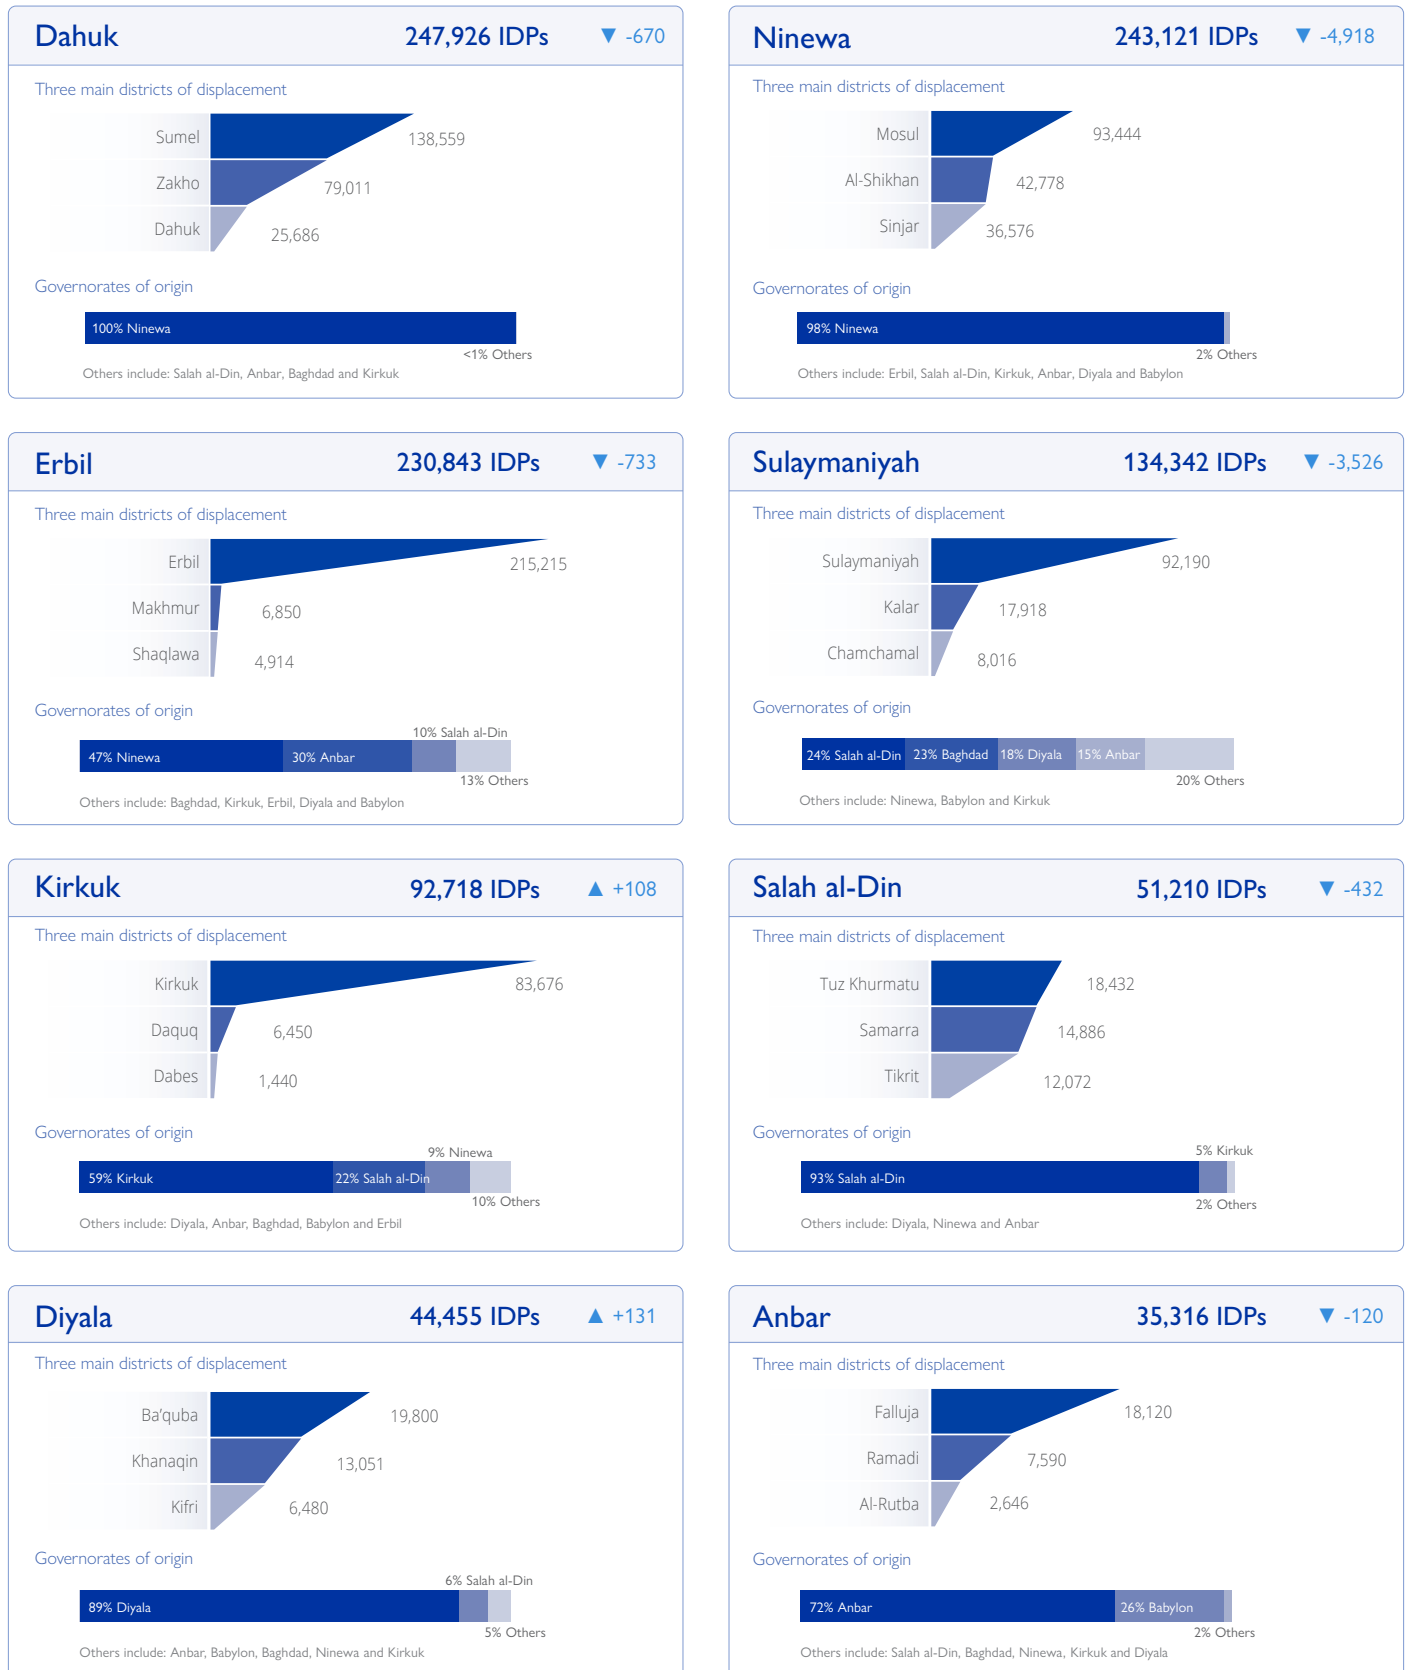 Dahuk 247,926 IDPs ▼ -670
Three main districts of displacement
Sumel 138,559
Zakho 79,011
Dahuk 25,686
Governorates of origin
100% Ninewa
<1% Others
Others include: Salah al-Din, Anbar, Baghdad and Kirkuk
Ninewa 243,121 IDPs ▼ -4,918
Three main districts of displacement
Mosul 93,444
Al-Shikhan 42,778
Sinjar 36,576
Governorates of origin
98% Ninewa
2% Others
Others include: Erbil, Salah al-Din, Kirkuk, Anbar, Diyala and Babylon
Erbil 230,843 IDPs ▼ -733
Three main districts of displacement
Erbil 215,215
Makhmur 6,850
Shaqlawa 4,914
Governorates of origin
10% Salah al-Din
47% Ninewa 30% Anbar
13% Others
Others include: Baghdad, Kirkuk, Erbil, Diyala and Babylon
Sulaymaniyah 134,342 IDPs ▼ -3,526
Three main districts of displacement
Sulaymaniyah 92,190
Kalar 17,918
Chamchamal 8,016
Governorates of origin
24% Salah al-Din 23% Baghdad 18% Diyala 15% Anbar
20% Others
Others include: Ninewa, Babylon and Kirkuk
Kirkuk 92,718 IDPs ▲ +108
Three main districts of displacement
Kirkuk 83,676
Daquq 6,450
Dabes 1,440
Governorates of origin
9% Ninewa
59% Kirkuk 22% Salah al-Din
10% Others
Others include: Diyala, Anbar, Baghdad, Babylon and Erbil
Salah al-Din 51,210 IDPs ▼ -432
Three main districts of displacement
Tuz Khurmatu 18,432
Samarra 14,886
Tikrit 12,072
Governorates of origin
5% Kirkuk
93% Salah al-Din
2% Others
Others include: Diyala, Ninewa and Anbar
Diyala 44,455 IDPs ▲ +131
Three main districts of displacement
Ba’quba 19,800
Khanaqin 13,051
Kifri 6,480
Governorates of origin
6% Salah al-Din
89% Diyala
5% Others
Others include: Anbar, Babylon, Baghdad, Ninewa and Kirkuk
Anbar 35,316 IDPs ▼ -120
Three main districts of displacement
Falluja 18,120
Ramadi 7,590
Al-Rutba 2,646
Governorates of origin
72% Anbar 26% Babylon
2% Others
Others include: Salah al-Din, Baghdad, Ninewa, Kirkuk and Diyala